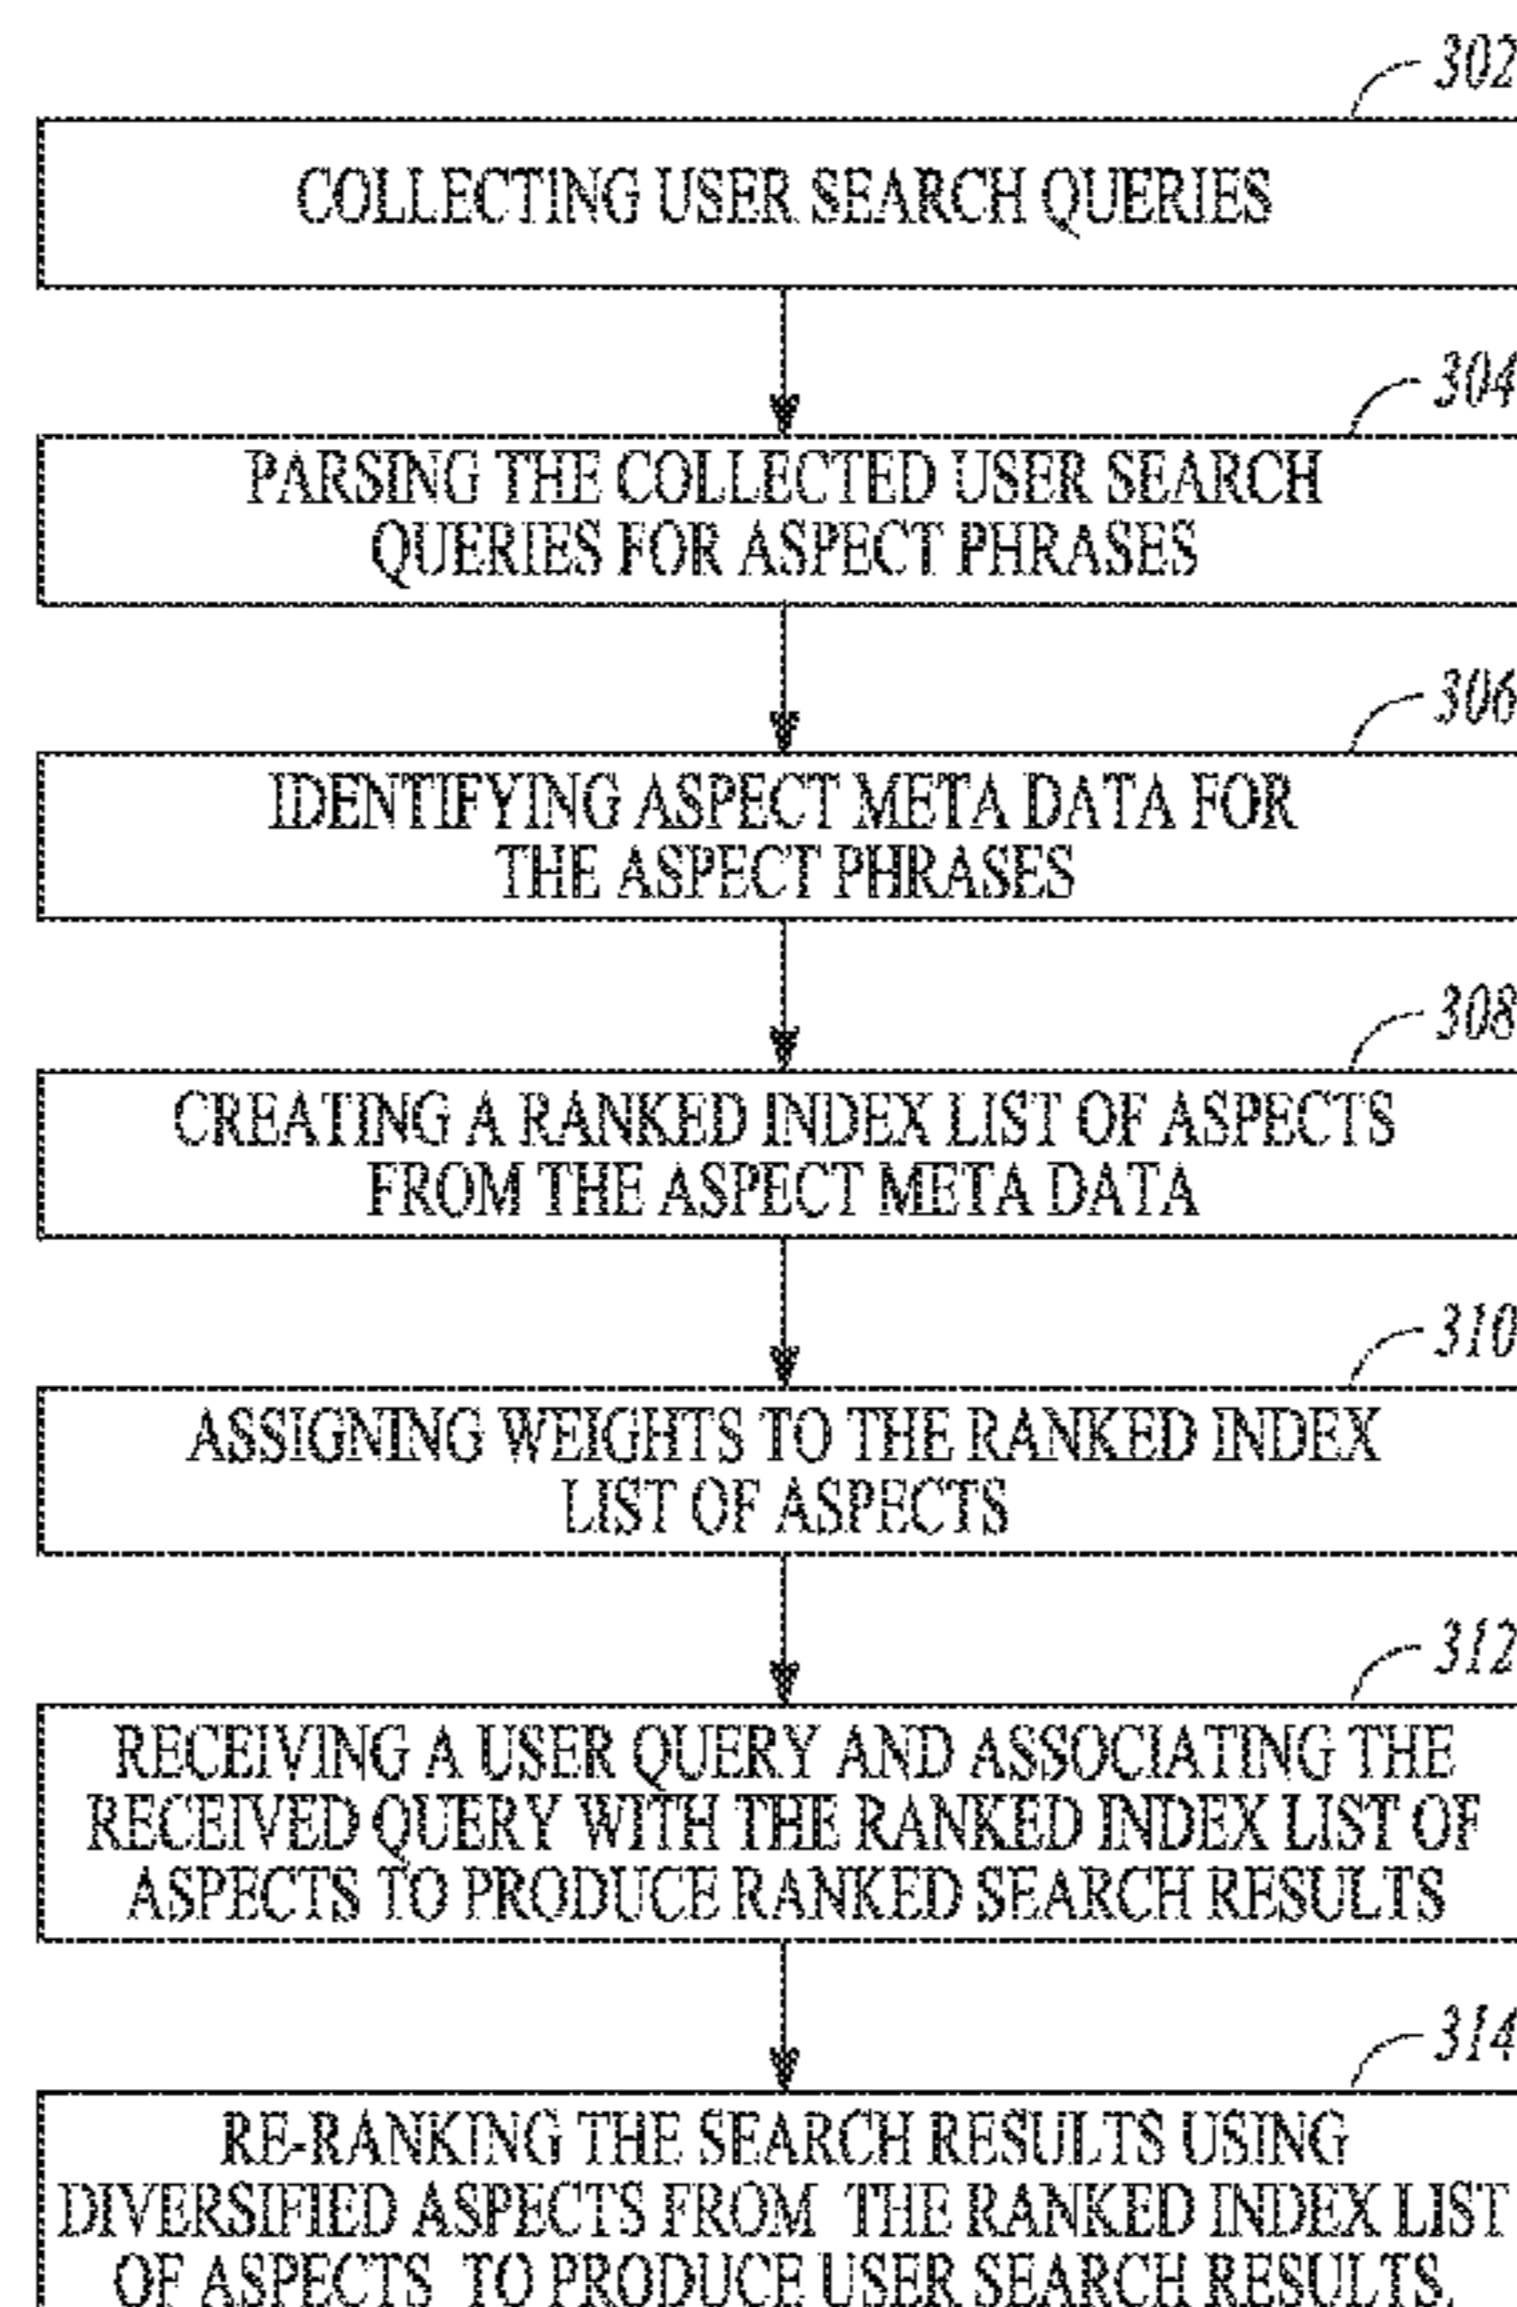 302
COLLECTING USER SEARCH QUERIES
304
PARSING THE COLLECTED USER SEARCH
QUERIES FOR ASPECT PHRASES
306
IDENTIFYING ASPECT META DATA FOR
THE ASPECT PHRASES
308
CREATING A RANKED INDEX LIST OF ASPECTS
FROM THE ASPECT META DATA
310
ASSIGNING WEIGHTS TO THE RANKED INDEX
LIST OF ASPECTS
312
RECEIVING A USER QUERY AND ASSOCIATING THE
RECEIVED QUERY WITH THE RANKED INDEX LIST OF
ASPECTS TO PRODUCE RANKED SEARCH RESULTS
314
RE-RANKING THE SEARCH RESULTS USING
DIVERSIFIED ASPECTS FROM THE RANKED INDEX LIST
OF ASPECTS TO PRODUCE USER SEARCH RESULTS.